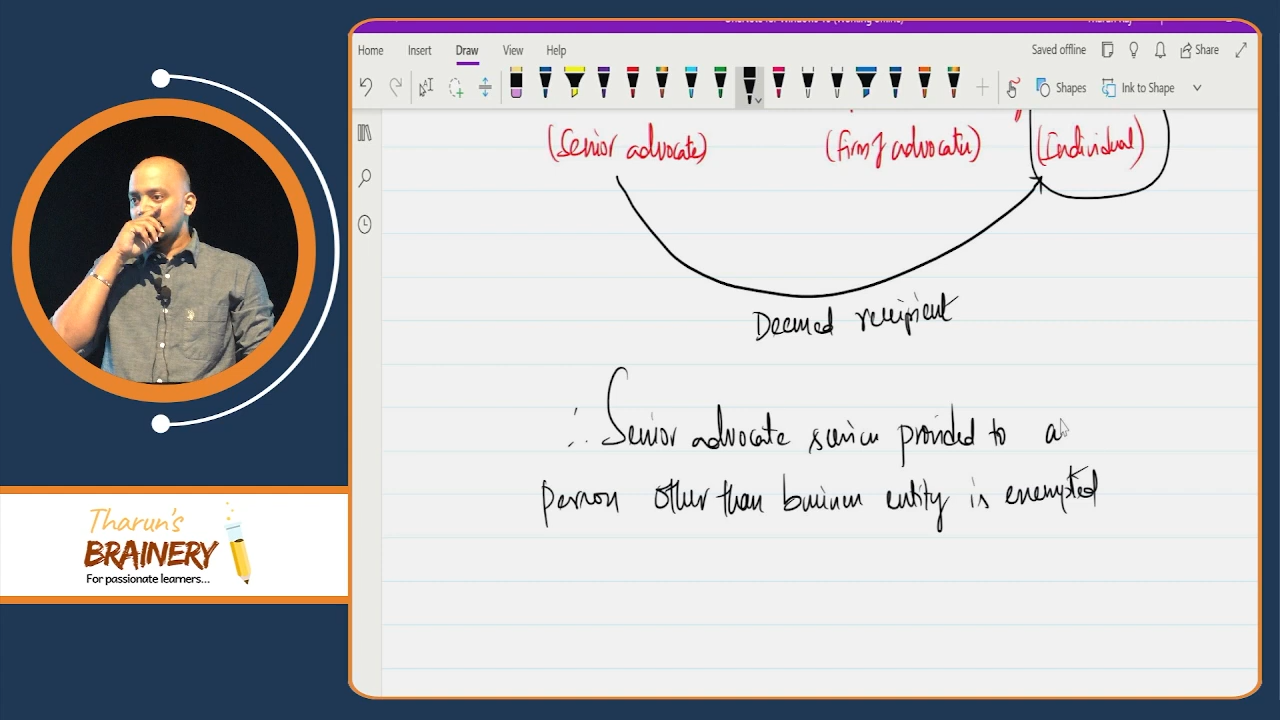 Home Insert Draw View Help Saved offline Share
Shapes Ink to Shape
(Senior advocate) (Firm of advocates) (Individual)
Deemed recipient
∴ Senior advocate service provided to a
person other than business entity is exempted
Tharun's
BRAINERY
For passionate learners...